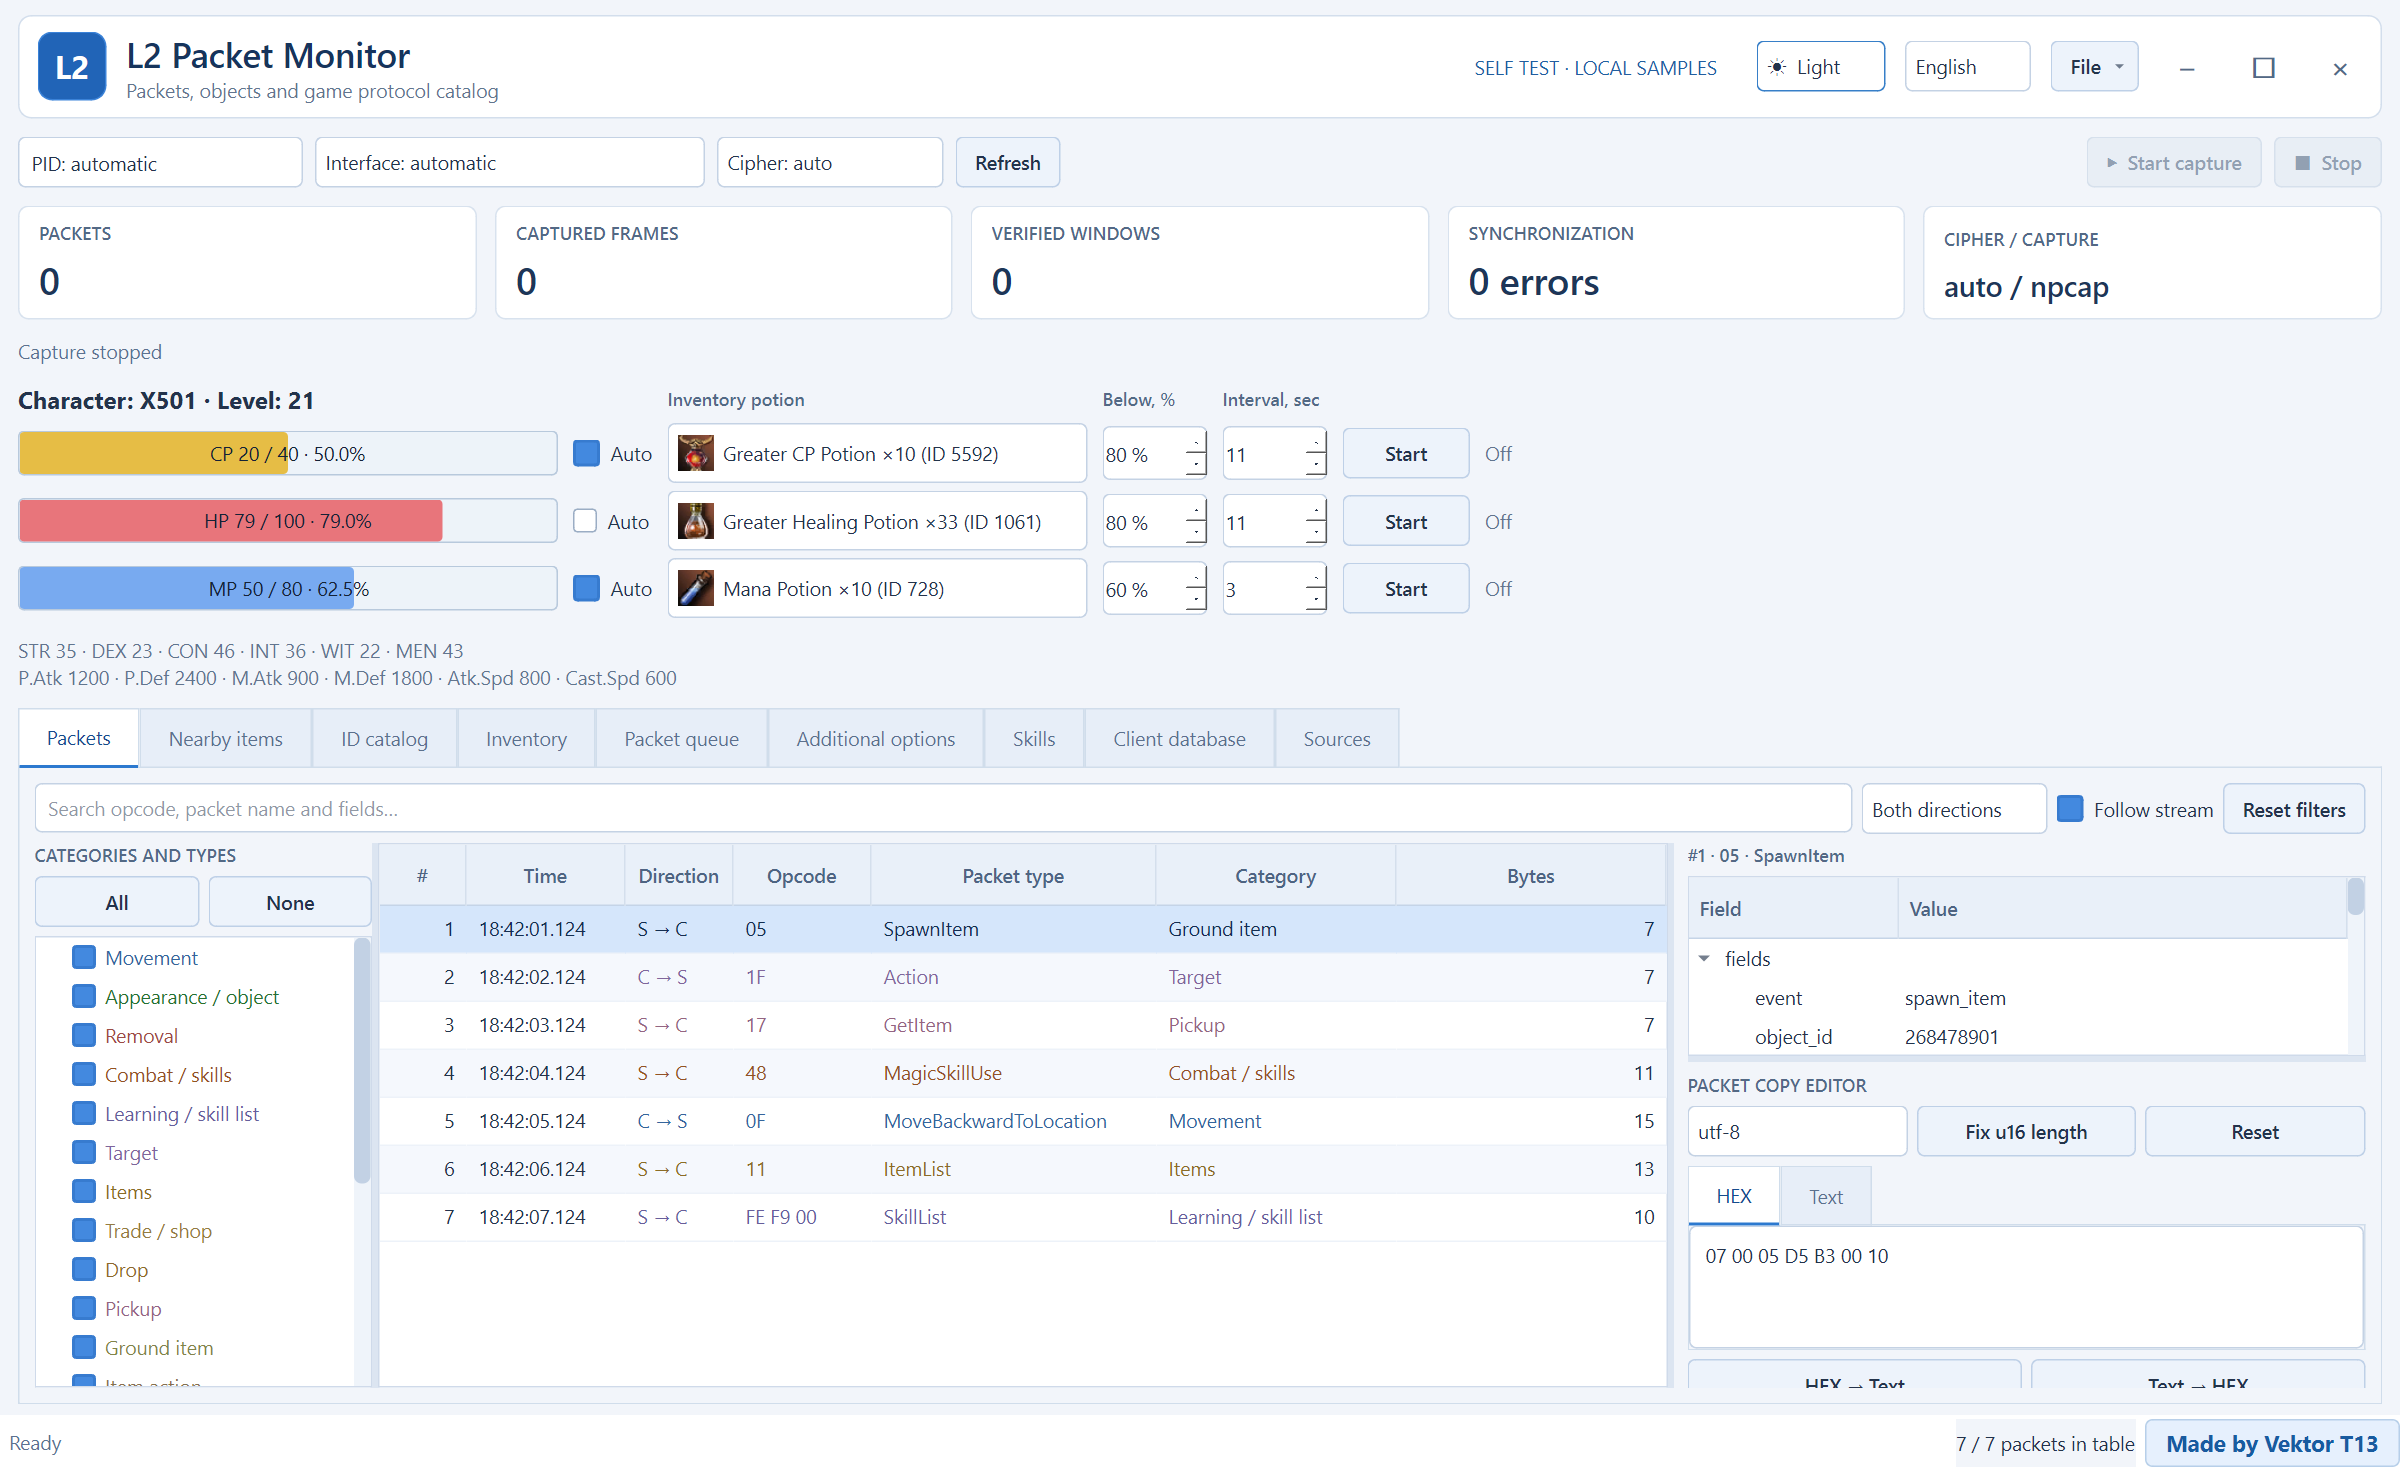 L2
L2 Packet Monitor
Packets, objects and game protocol catalog
SELF TEST · LOCAL SAMPLES
Light
English
File
PID: automatic
Interface: automatic
Cipher: auto
Refresh
Start capture
Stop
PACKETS
0
CAPTURED FRAMES
0
VERIFIED WINDOWS
0
SYNCHRONIZATION
0 errors
CIPHER / CAPTURE
auto / npcap
Capture stopped
Character: X501 · Level: 21
Inventory potion
Below, %
Interval, sec
CP 20 / 40 · 50.0%
Auto
Greater CP Potion ×10 (ID 5592)
80 %
11
Start
Off
HP 79 / 100 · 79.0%
Auto
Greater Healing Potion ×33 (ID 1061)
80 %
11
Start
Off
MP 50 / 80 · 62.5%
Auto
Mana Potion ×10 (ID 728)
60 %
3
Start
Off
STR 35 · DEX 23 · CON 46 · INT 36 · WIT 22 · MEN 43
P.Atk 1200 · P.Def 2400 · M.Atk 900 · M.Def 1800 · Atk.Spd 800 · Cast.Spd 600
Packets
Nearby items
ID catalog
Inventory
Packet queue
Additional options
Skills
Client database
Sources
Search opcode, packet name and fields...
Both directions
Follow stream
Reset filters
CATEGORIES AND TYPES
All
None
Movement
Appearance / object
Removal
Combat / skills
Learning / skill list
Target
Items
Trade / shop
Drop
Pickup
Ground item
Item action
# Time Direction Opcode Packet type Category Bytes
1 18:42:01.124 S → C 05 SpawnItem Ground item 7
2 18:42:02.124 C → S 1F Action Target 7
3 18:42:03.124 S → C 17 GetItem Pickup 7
4 18:42:04.124 S → C 48 MagicSkillUse Combat / skills 11
5 18:42:05.124 C → S 0F MoveBackwardToLocation Movement 15
6 18:42:06.124 S → C 11 ItemList Items 13
7 18:42:07.124 S → C FE F9 00 SkillList Learning / skill list 10
#1 · 05 · SpawnItem
Field Value
fields
event spawn_item
object_id 268478901
PACKET COPY EDITOR
utf-8
Fix u16 length
Reset
HEX
Text
07 00 05 D5 B3 00 10
HEX → Text
Text → HEX
Ready
7 / 7 packets in table
Made by Vektor T13